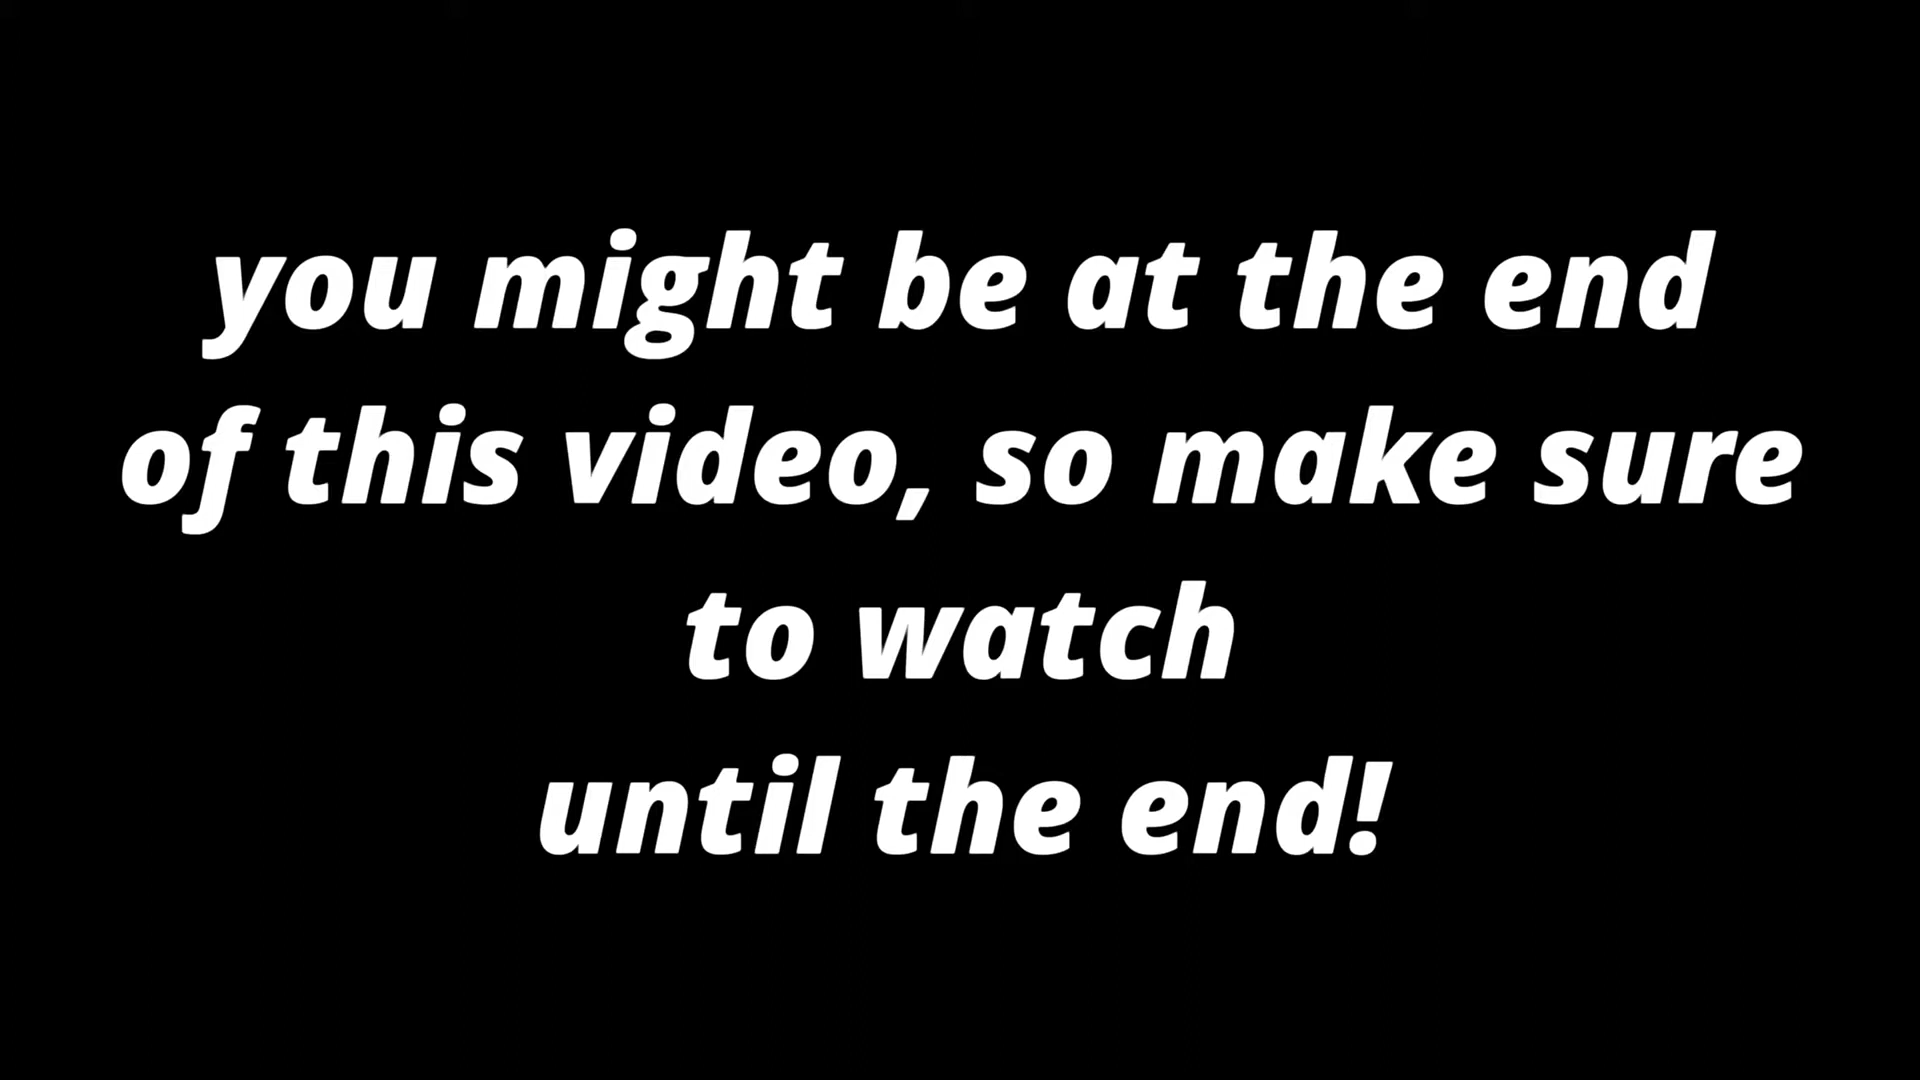 you might be at the end
of this video, so make sure
to watch
until the end!